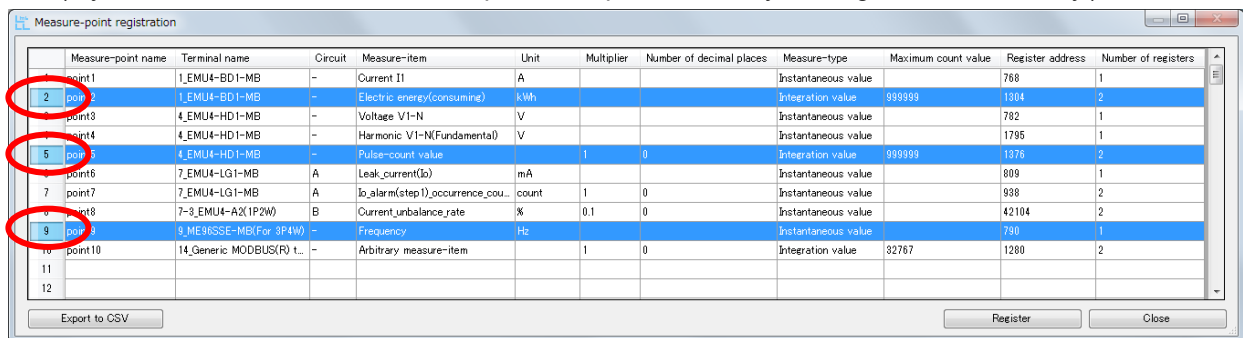 Measure-point registration
Measure-point name Terminal name Circuit Measure-item Unit Multiplier Number of decimal places Measure-type Maximum count value Register address Number of registers
point1 1_EMU4-BD1-MB - Current I1 A Instantaneous value 768 1
2 point2 1_EMU4-BD1-MB - Electric energy(consuming) kWh Integration value 999999 1304 2
point3 4_EMU4-HD1-MB - Voltage V1-N V Instantaneous value 782 1
point4 4_EMU4-HD1-MB - Harmonic V1-N(Fundamental) V Instantaneous value 1795 1
5 point5 4_EMU4-HD1-MB - Pulse-count value 1 0 Integration value 999999 1376 2
point6 7_EMU4-LG1-MB A Leak_current(Io) mA Instantaneous value 809 1
7 point7 7_EMU4-LG1-MB A Io_alarm(step1)_occurrence_cou... count 1 0 Instantaneous value 938 2
8 point8 7-3_EMU4-A2(1P2W) B Current_unbalance_rate % 0.1 0 Instantaneous value 42104 2
9 point9 9_ME96SSE-MB(For 3P4W) - Frequency Hz Instantaneous value 790 1
10 point10 14_Generic MODBUS(R) t... - Arbitrary measure-item 1 0 Integration value 32767 1280 2
11
12
Export to CSV Register Close